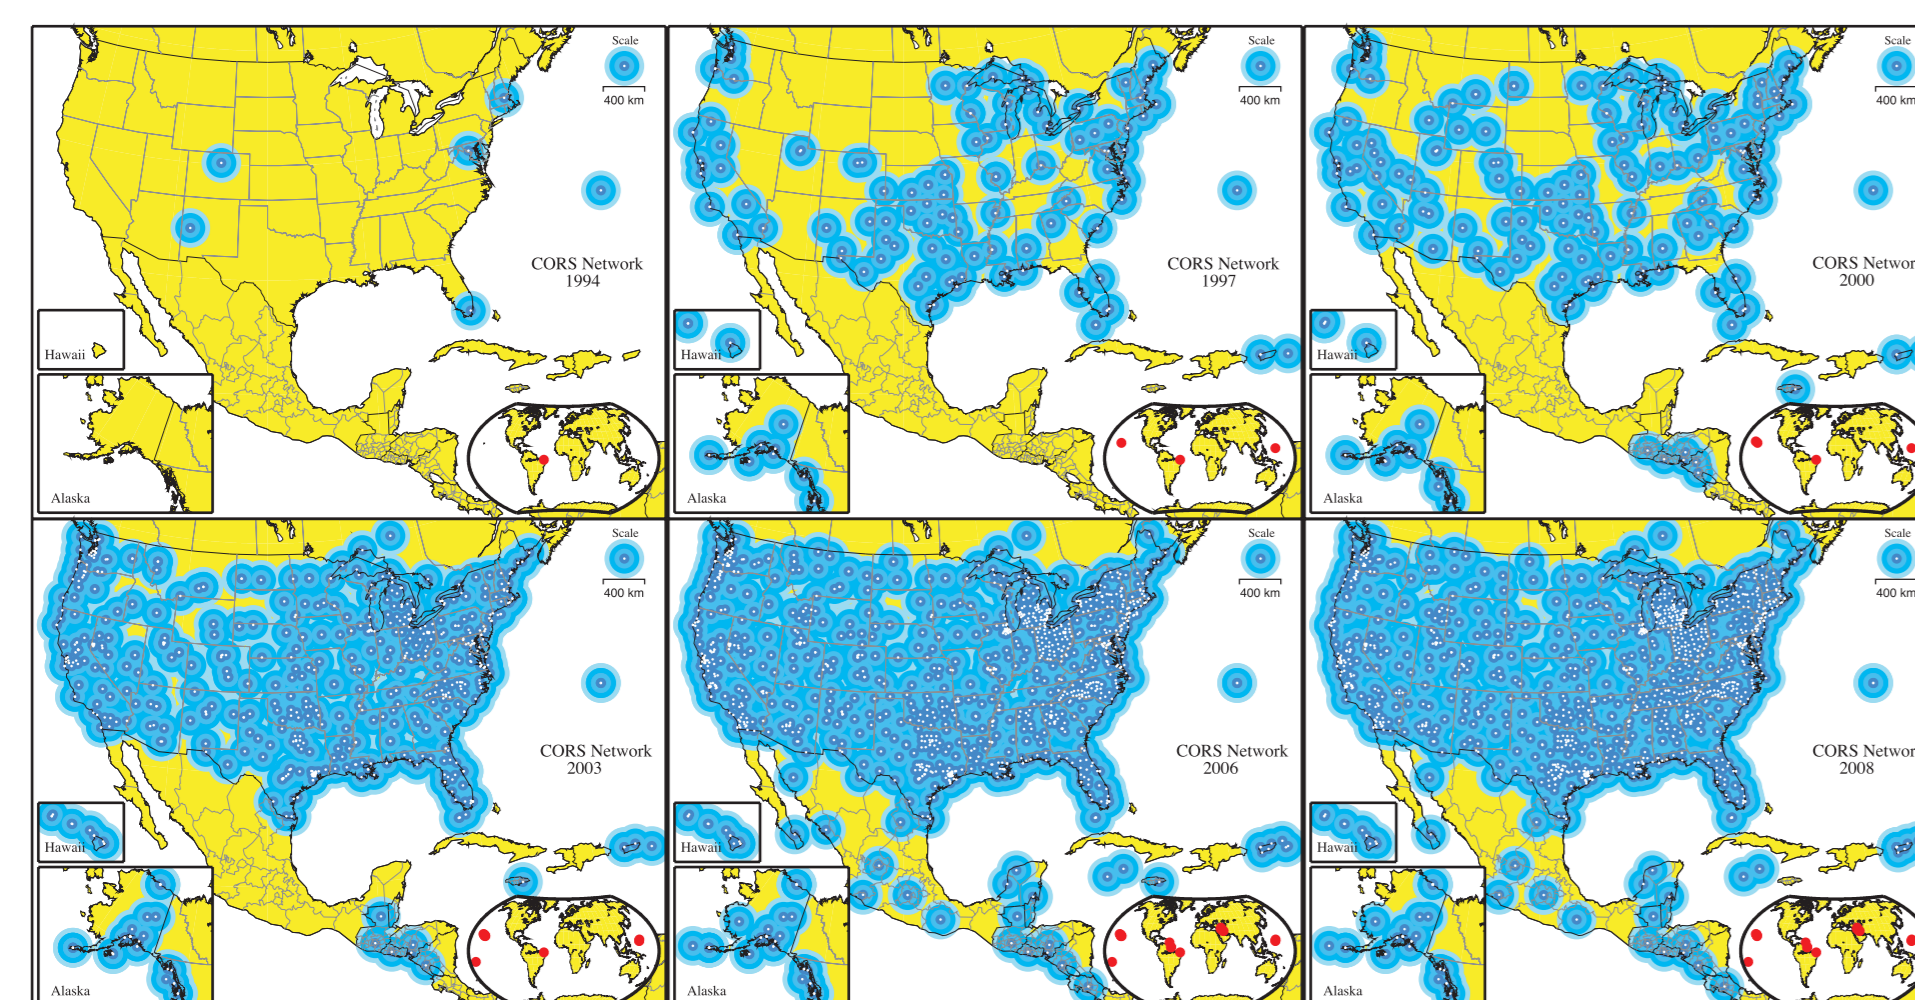 Scale
400 km
CORS Network
1994
Hawaii
Alaska
Scale
400 km
CORS Network
1997
Hawaii
Alaska
Scale
400 km
CORS Networ
2000
Hawaii
Alaska
Scale
400 km
CORS Network
2003
Hawaii
Alaska
Scale
400 km
CORS Network
2006
Hawaii
Alaska
Scale
400 km
CORS Networ
2008
Hawaii
Alaska